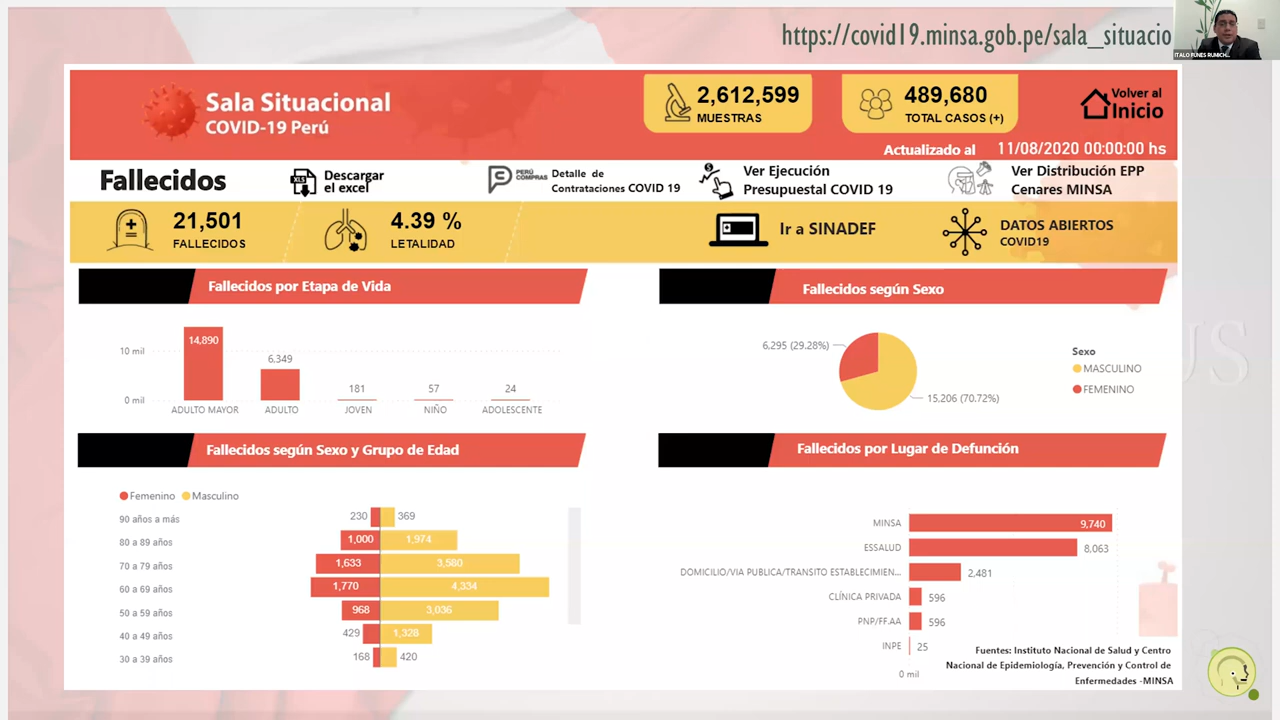 https://covid19.minsa.gob.pe/sala_situacio
Sala Situacional
COVID-19 Perú
2,612,599
MUESTRAS
489,680
TOTAL CASOS (+)
Volver al
Inicio
Actualizado al 11/08/2020 00:00:00 hs
Fallecidos
XLS
Descargar
el excel
PERÚ
COMPRAS
Detalle de
Contrataciones COVID 19
Ver Ejecución
Presupuestal COVID 19
Ver Distribución EPP
Cenares MINSA
21,501
FALLECIDOS
4.39 %
LETALIDAD
Ir a SINADEF
DATOS ABIERTOS
COVID19
Fallecidos por Etapa de Vida
10 mil
0 mil
14,890
6,349
181
57
24
ADULTO MAYOR
ADULTO
JOVEN
NIÑO
ADOLESCENTE
Fallecidos según Sexo
6,295 (29.28%)
15,206 (70.72%)
Sexo
MASCULINO
FEMENINO
Fallecidos según Sexo y Grupo de Edad
Femenino Masculino
90 años a más 230 369
80 a 89 años 1,000 1,974
70 a 79 años 1,633 3,580
60 a 69 años 1,770 4,334
50 a 59 años 968 3,036
40 a 49 años 429 1,328
30 a 39 años 168 420
Fallecidos por Lugar de Defunción
MINSA 9,740
ESSALUD 8,063
DOMICILIO/VIA PUBLICA/TRANSITO ESTABLECIMIEN... 2,481
CLÍNICA PRIVADA 596
PNP/FF.AA 596
INPE 25
0 mil
Fuentes: Instituto Nacional de Salud y Centro
Nacional de Epidemiología, Prevención y Control de
Enfermedades -MINSA
US